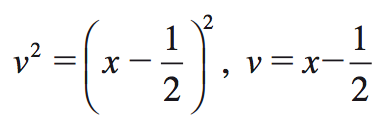 v² = (x − 1/2)², v = x − 1/2